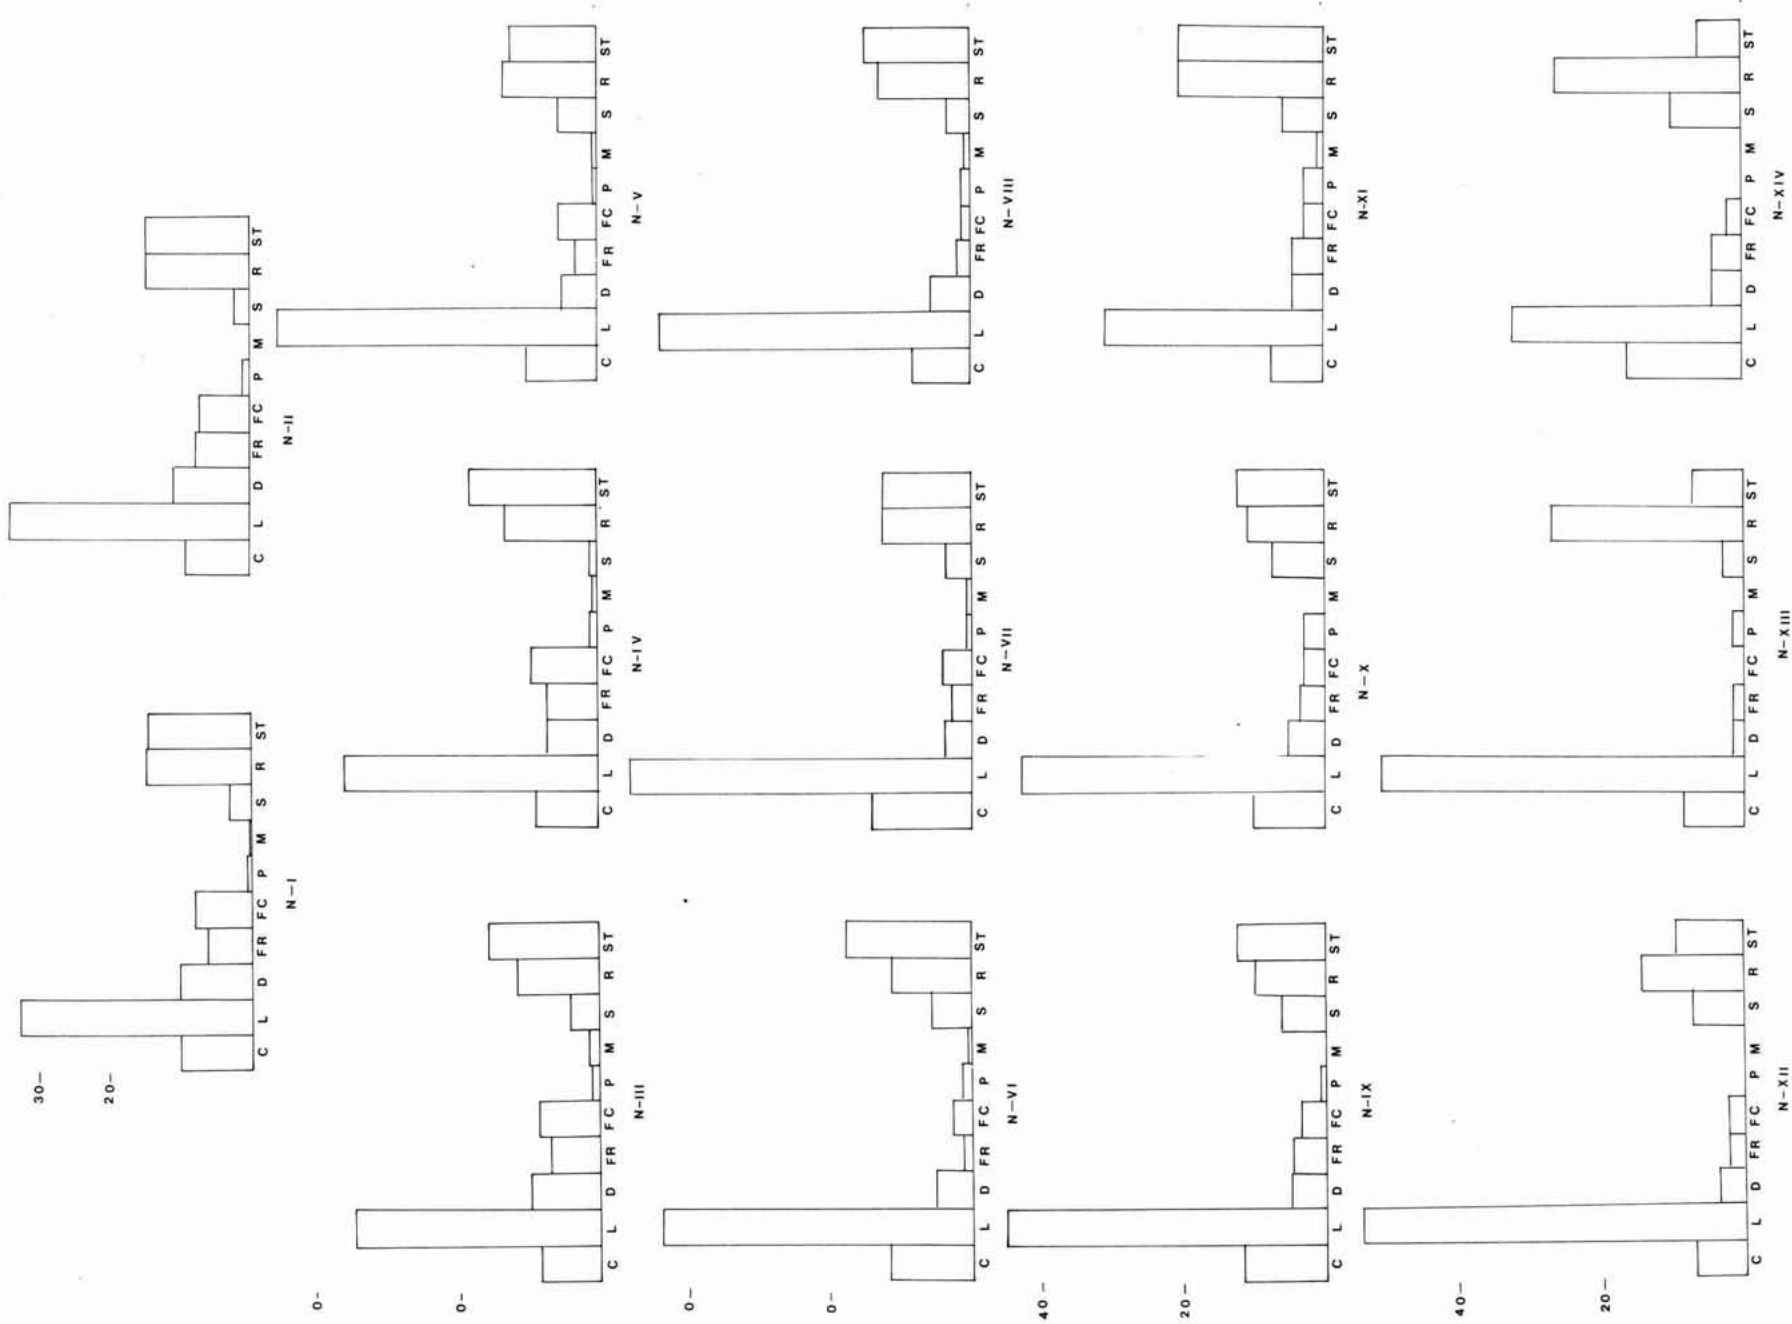 30-
20-
C L D FR FC P M S R ST
N-I
C L D FR FC P M S R ST
N-II
0-
0-
C L D FR FC P M S R ST
N-III
C L D FR FC P M S R ST
N-IV
C L D FR FC P M S R ST
N-V
0-
0-
C L D FR FC P M S R ST
N-VI
C L D FR FC P M S R ST
N-VII
C L D FR FC P M S R ST
N-VIII
40-
20-
C L D FR FC P M S R ST
N-IX
C L D FR FC P M S R ST
N-X
C L D FR FC P M S R ST
N-XI
40-
20-
C L D FR FC P M S R ST
N-XII
C L D FR FC P M S R ST
N-XIII
C L D FR FC P M S R ST
N-XIV